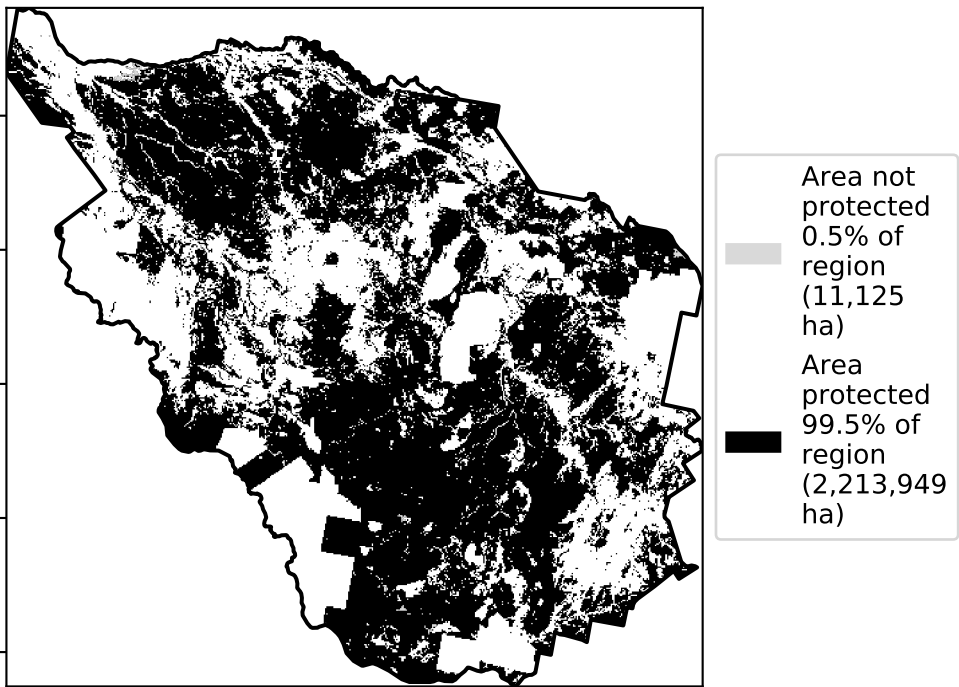 Area not
protected
0.5% of
region
(11,125
ha)
Area
protected
99.5% of
region
(2,213,949
ha)